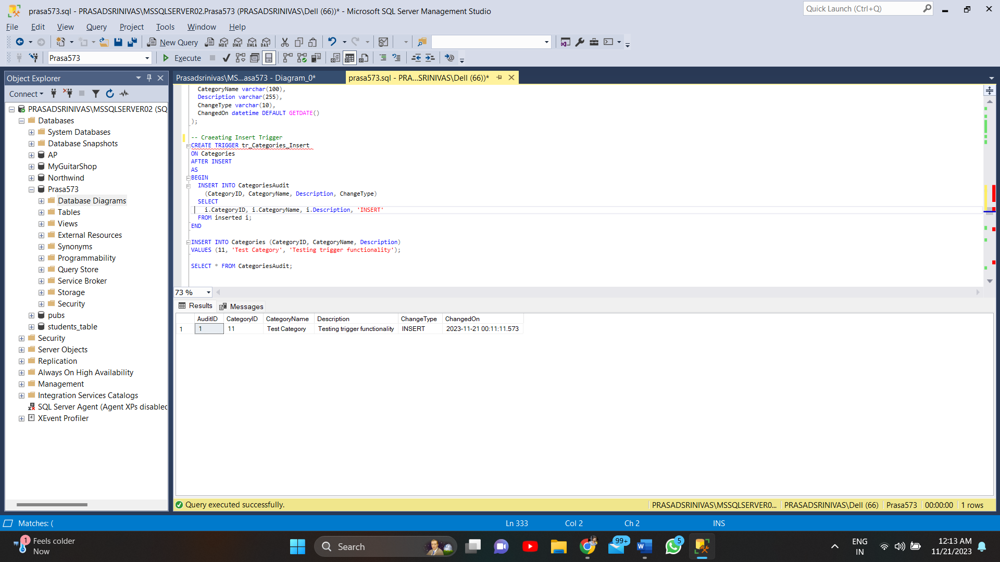 prasa573.sql - PRASADSRINIVAS\MSSQLSERVER02.Prasa573 (PRASADSRINIVAS\Dell (66))* - Microsoft SQL Server Management Studio
Quick Launch (Ctrl+Q)
File Edit View Query Project Tools Window Help
New Query MDX DMX XMLA DAX
Prasa573 Execute
Object Explorer
Prasadsrinivas\MS...asa573 - Diagram_0*
prasa573.sql - PRA...SRINIVAS\Dell (66))*
Connect
PRASADSRINIVAS\MSSQLSERVER02 (SQ
Databases
System Databases
Database Snapshots
AP
MyGuitarShop
Northwind
Prasa573
Database Diagrams
Tables
Views
External Resources
Synonyms
Programmability
Query Store
Service Broker
Storage
Security
pubs
students_table
Security
Server Objects
Replication
Always On High Availability
Management
Integration Services Catalogs
SQL Server Agent (Agent XPs disabled
XEvent Profiler
CategoryName varchar(100),
Description varchar(255),
ChangeType varchar(10),
ChangedOn datetime DEFAULT GETDATE()
);
-- Craeating Insert Trigger
CREATE TRIGGER tr_Categories_Insert
ON Categories
AFTER INSERT
AS
BEGIN
INSERT INTO CategoriesAudit
(CategoryID, CategoryName, Description, ChangeType)
SELECT
i.CategoryID, i.CategoryName, i.Description, 'INSERT'
FROM inserted i;
END
INSERT INTO Categories (CategoryID, CategoryName, Description)
VALUES (11, 'Test Category', 'Testing trigger functionality');
SELECT * FROM CategoriesAudit;
73 %
Results Messages
AuditID CategoryID CategoryName Description ChangeType ChangedOn
1 1 11 Test Category Testing trigger functionality INSERT 2023-11-21 00:11:11.573
Query executed successfully.
PRASADSRINIVAS\MSSQLSERVER0... PRASADSRINIVAS\Dell (66) Prasa573 00:00:00 1 rows
Matches: ( Ln 333 Col 2 Ch 2 INS
1 Feels colder
Now
Search
99+
W
5
ENG
IN
12:13 AM
11/21/2023